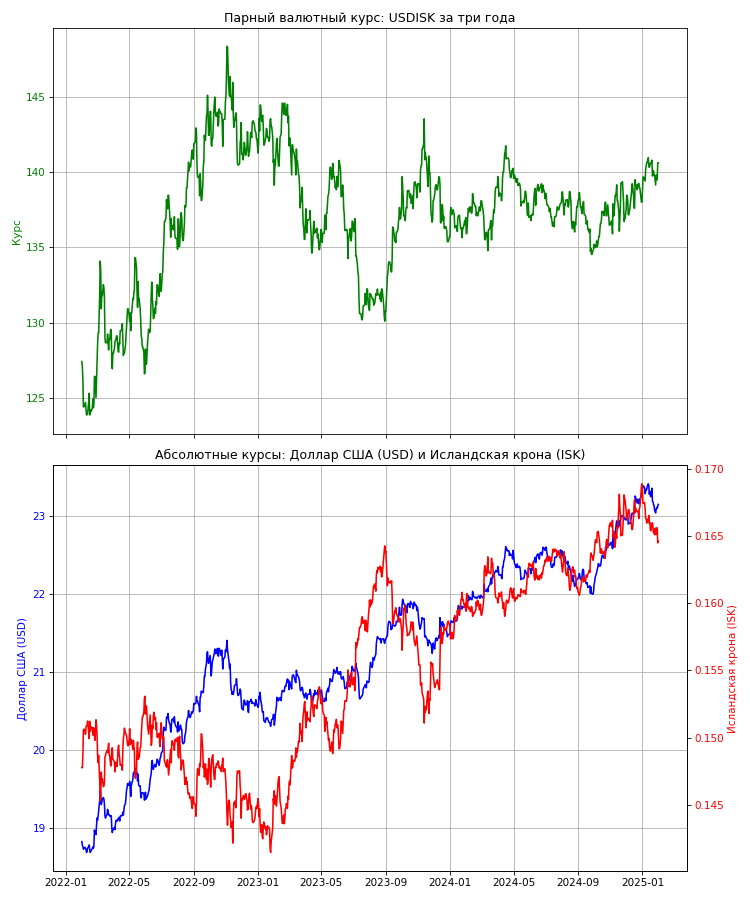 Парный валютный курс: USDISK за три года
145
140
135
130
125
Курс
Абсолютные курсы: Доллар США (USD) и Исландская крона (ISK)
23
22
21
20
19
Доллар США (USD)
0.170
0.165
0.160
0.155
0.150
0.145
Исландская крона (ISK)
2022-01 2022-05 2022-09 2023-01 2023-05 2023-09 2024-01 2024-05 2024-09 2025-01